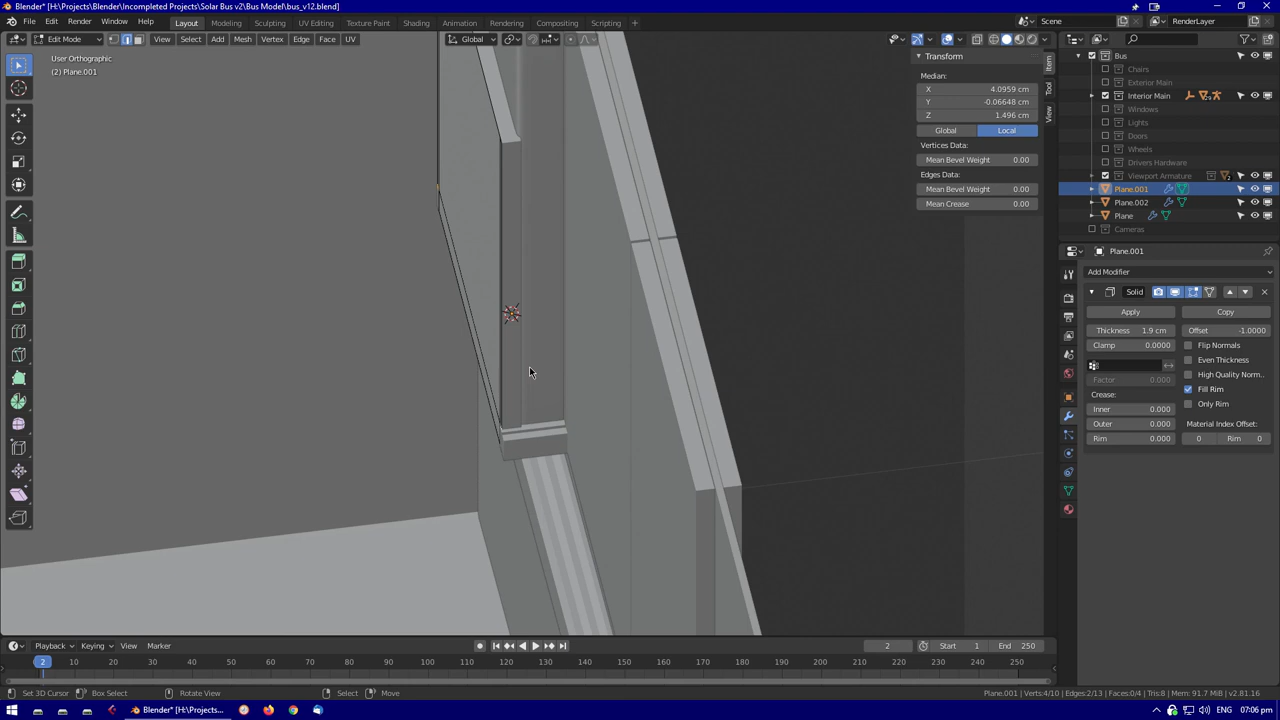 Blender* [H:\Projects\Blender\Incompleted Projects\Solar Bus v2\Bus Model\bus_v12.blend]
File Edit Render Window Help Layout Modeling Sculpting UV Editing Texture Paint Shading Animation Rendering Compositing Scripting Scene RenderLayer
Edit Mode View Select Add Mesh Vertex Edge Face UV Global
User Orthographic
(2) Plane.001
Transform
Median:
X 4.0959 cm
Y -0.06648 cm
Z 1.496 cm
Global Local
Vertices Data:
Mean Bevel Weight 0.00
Edges Data:
Mean Bevel Weight 0.00
Mean Crease 0.00
Item
Tool
View
Bus
Chairs
Exterior Main
Interior Main
Windows
Lights
Doors
Wheels
Drivers Hardware
Viewport Armature
Plane.001
Plane.002
Plane
Cameras
Plane.001
Add Modifier
Solid
Apply Copy
Thickness 1.9 cm Offset -1.0000
Clamp 0.0000 Flip Normals
Even Thickness
High Quality Norm..
Factor 0.000 Fill Rim
Crease: Only Rim
Inner 0.000 Material Index Offset:
Outer 0.000
Rim 0.000 0 Rim 0
Playback Keying View Marker 2 Start 1 End 250
2 10 20 30 40 50 60 70 80 90 100 110 120 130 140 150 160 170 180 190 200 210 220 230 240 250
Set 3D Cursor Box Select Rotate View Select Move Plane.001 | Verts:4/10 | Edges:2/13 | Faces:0/4 | Tris:8 | Mem: 91.7 MiB | v2.81.16
Blender* [H:\Projects... ENG 07:06 pm